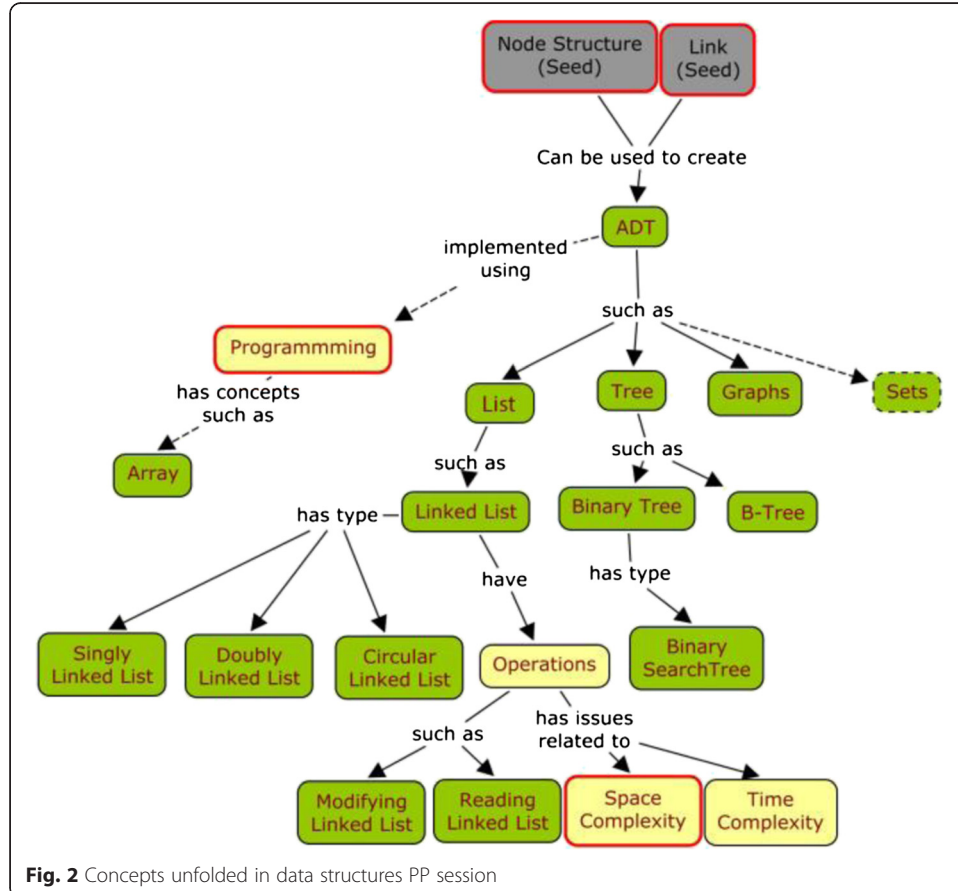 Node Structure
(Seed)
Link
(Seed)
Can be used to create
ADT
implemented
using
such as
Programmming
has concepts
such as
List
Tree
Graphs
Sets
Array
such as
such as
has type
Linked List
Binary Tree
B-Tree
have
has type
Singly
Linked List
Doubly
Linked List
Circular
Linked List
Operations
Binary
SearchTree
such as
has issues
related to
Modifying
Linked List
Reading
Linked List
Space
Complexity
Time
Complexity
Fig. 2 Concepts unfolded in data structures PP session